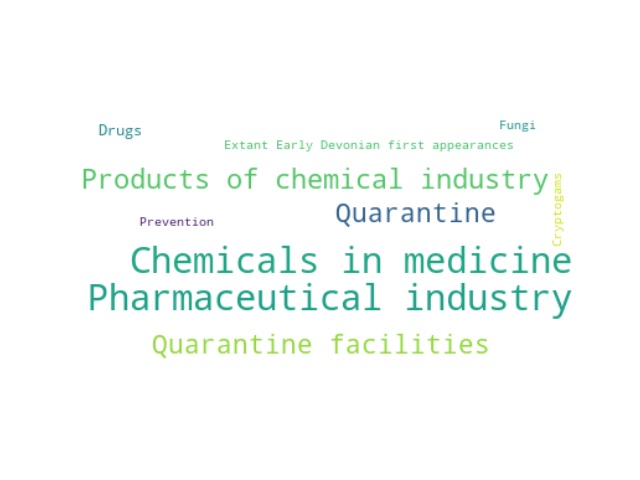 Fungi
Drugs
Extant Early Devonian first appearances
Products of chemical industry
Cryptogams
Quarantine
Prevention
Chemicals in medicine
Pharmaceutical industry
Quarantine facilities